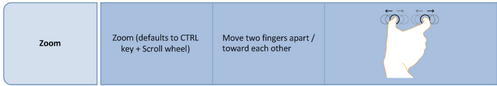 Zoom
Zoom (defaults to CTRL
key + Scroll wheel)
Move two fingers apart /
toward each other